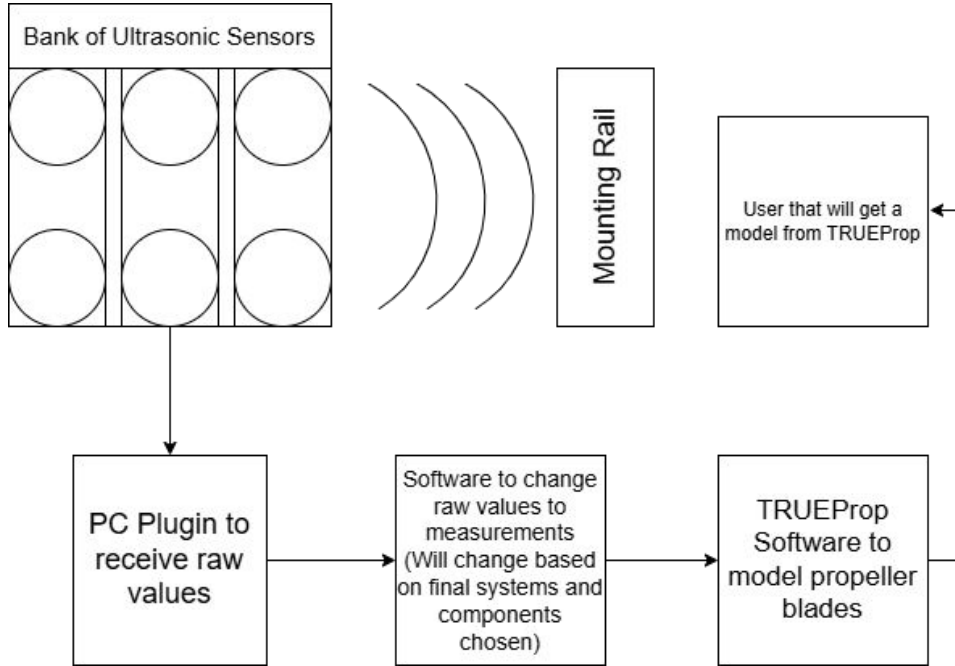 Bank of Ultrasonic Sensors
Mounting Rail
User that will get a
model from TRUEProp
PC Plugin to
receive raw
values
Software to change
raw values to
measurements
(Will change based
on final systems and
components
chosen)
TRUEProp
Software to
model propeller
blades